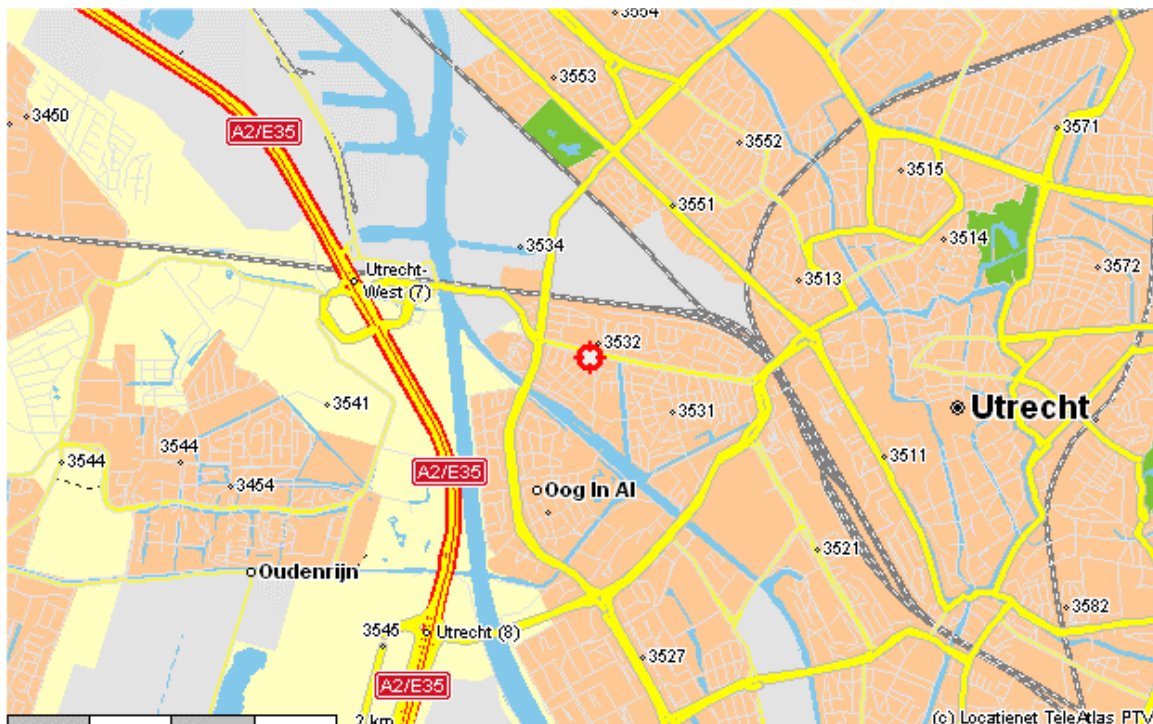 3554
3553
3450
A2/E35
3571
3552
3515
3551
3514
3534
3572
Utrecht-
West (7)
3513
3532
3541
3531
Utrecht
3544
3544
3511
A2/E35
3454
Oog In Al
3521
Oudenrijn
3582
3545
Utrecht (8)
3527
A2/E35
2 km
(c) Locatienet TeleAtlas PTV